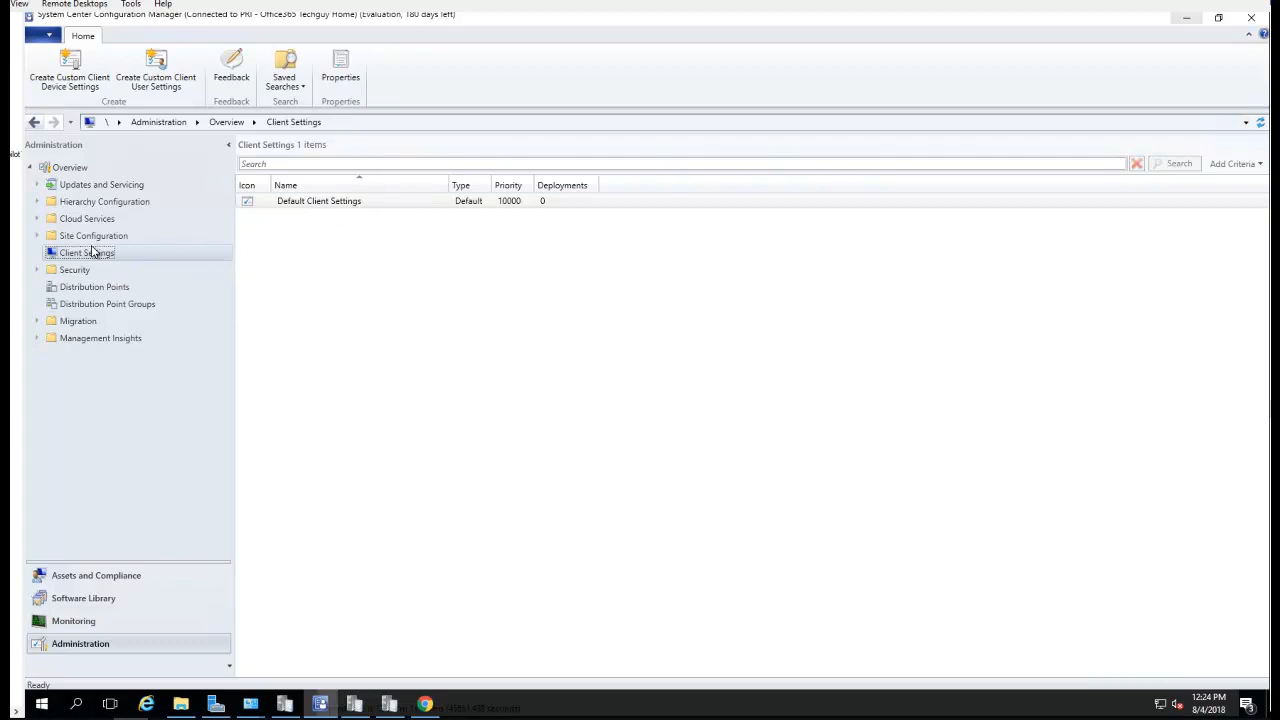 View Remote Desktops Tools Help
System Center Configuration Manager (Connected to PRI - Office365 Techguy Home) (Evaluation, 180 days left)
Home
Create Custom Client Device Settings
Create Custom Client User Settings
Feedback
Saved Searches
Properties
Create Feedback Search Properties
\ Administration Overview Client Settings
Administration
Client Settings 1 items
Search
Search
Add Criteria
Overview
Icon Name Type Priority Deployments
Updates and Servicing
Default Client Settings Default 10000 0
Hierarchy Configuration
Cloud Services
Site Configuration
Client Settings
Security
Distribution Points
Distribution Point Groups
Migration
Management Insights
Assets and Compliance
Software Library
Monitoring
Administration
Ready
12:24 PM
8/4/2018